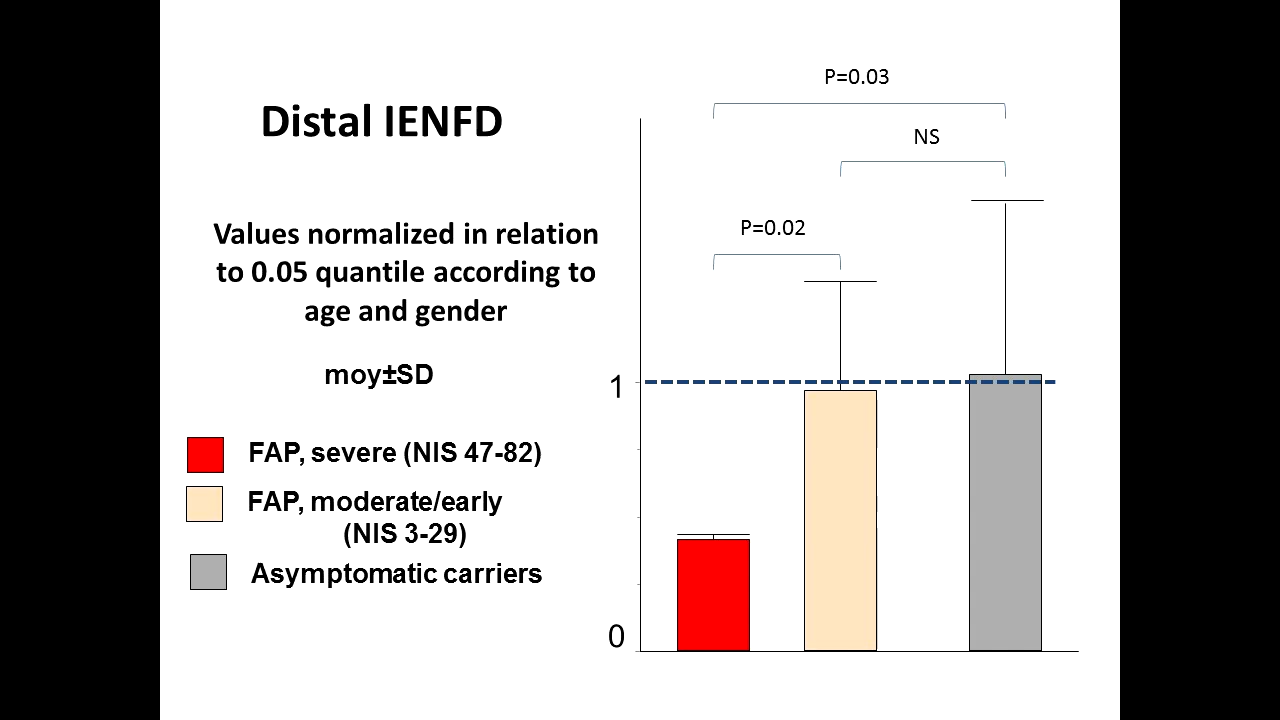 Distal IENFD
Values normalized in relation
to 0.05 quantile according to
age and gender
moy±SD
FAP, severe (NIS 47-82)
FAP, moderate/early
(NIS 3-29)
Asymptomatic carriers
P=0.03
NS
P=0.02
1
0